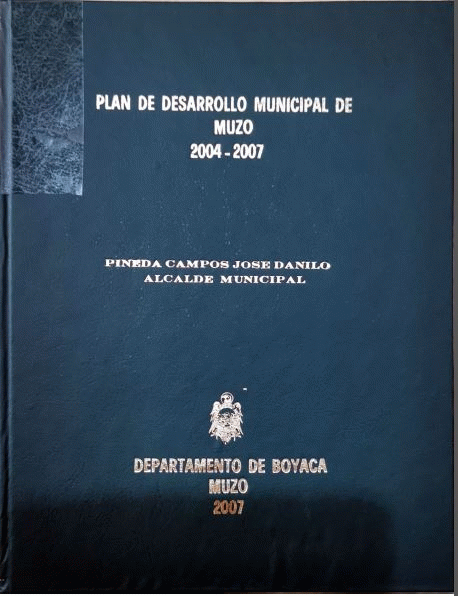 PLAN DE DESARROLLO MUNICIPAL DE
MUZO
2004-2007
PINEDA CAMPOS JOSE DANILO
ALCALDE MUNICIPAL
DEPARTAMENTO DE BOYACA
MUZO
2007